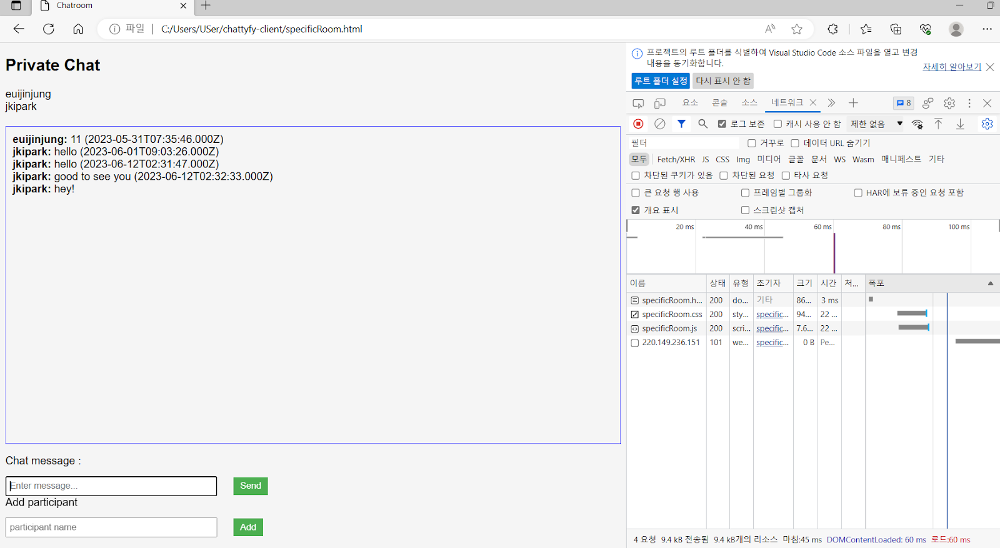 Chatroom
파일 C:/Users/USer/chattyfy-client/specificRoom.html
Private Chat
euijinjung
jkipark
euijinjung: 11 (2023-05-31T07:35:46.000Z)
jkipark: hello (2023-06-01T09:03:26.000Z)
jkipark: hello (2023-06-12T02:31:47.000Z)
jkipark: good to see you (2023-06-12T02:32:33.000Z)
jkipark: hey!
Chat message :
Enter message...
Send
Add participant
participant name
Add
프로젝트의 루트 폴더를 식별하여 Visual Studio Code 소스 파일을 열고 변경
내용을 동기화합니다.
자세히 알아보기
루트 폴더 설정 다시 표시 안 함
요소 콘솔 소스 네트워크 8
로그 보존 캐시 사용 안 함 제한 없음
필터 거꾸로 데이터 URL 숨기기
모두 Fetch/XHR JS CSS Img 미디어 글꼴 문서 WS Wasm 매니페스트 기타
차단된 쿠키가 있음 차단된 요청 타사 요청
큰 요청 행 사용 프레임별 그룹화 HAR에 보류 중인 요청 포함
개요 표시 스크린샷 캡처
20 ms 40 ms 60 ms 80 ms 100 ms
이름 상태 유형 초기자 크기 시간 처... 폭포
specificRoom.h... 200 do... 기타 86... 3 ms
specificRoom.css 200 sty... specific... 94... 22 ...
specificRoom.js 200 scri... specific... 7.6... 22 ...
220.149.236.151 101 we... specific... 0 B Pe...
4 요청 9.4 kB 전송됨 9.4 kB개의 리소스 마침:45 ms DOMContentLoaded: 60 ms 로드:60 ms